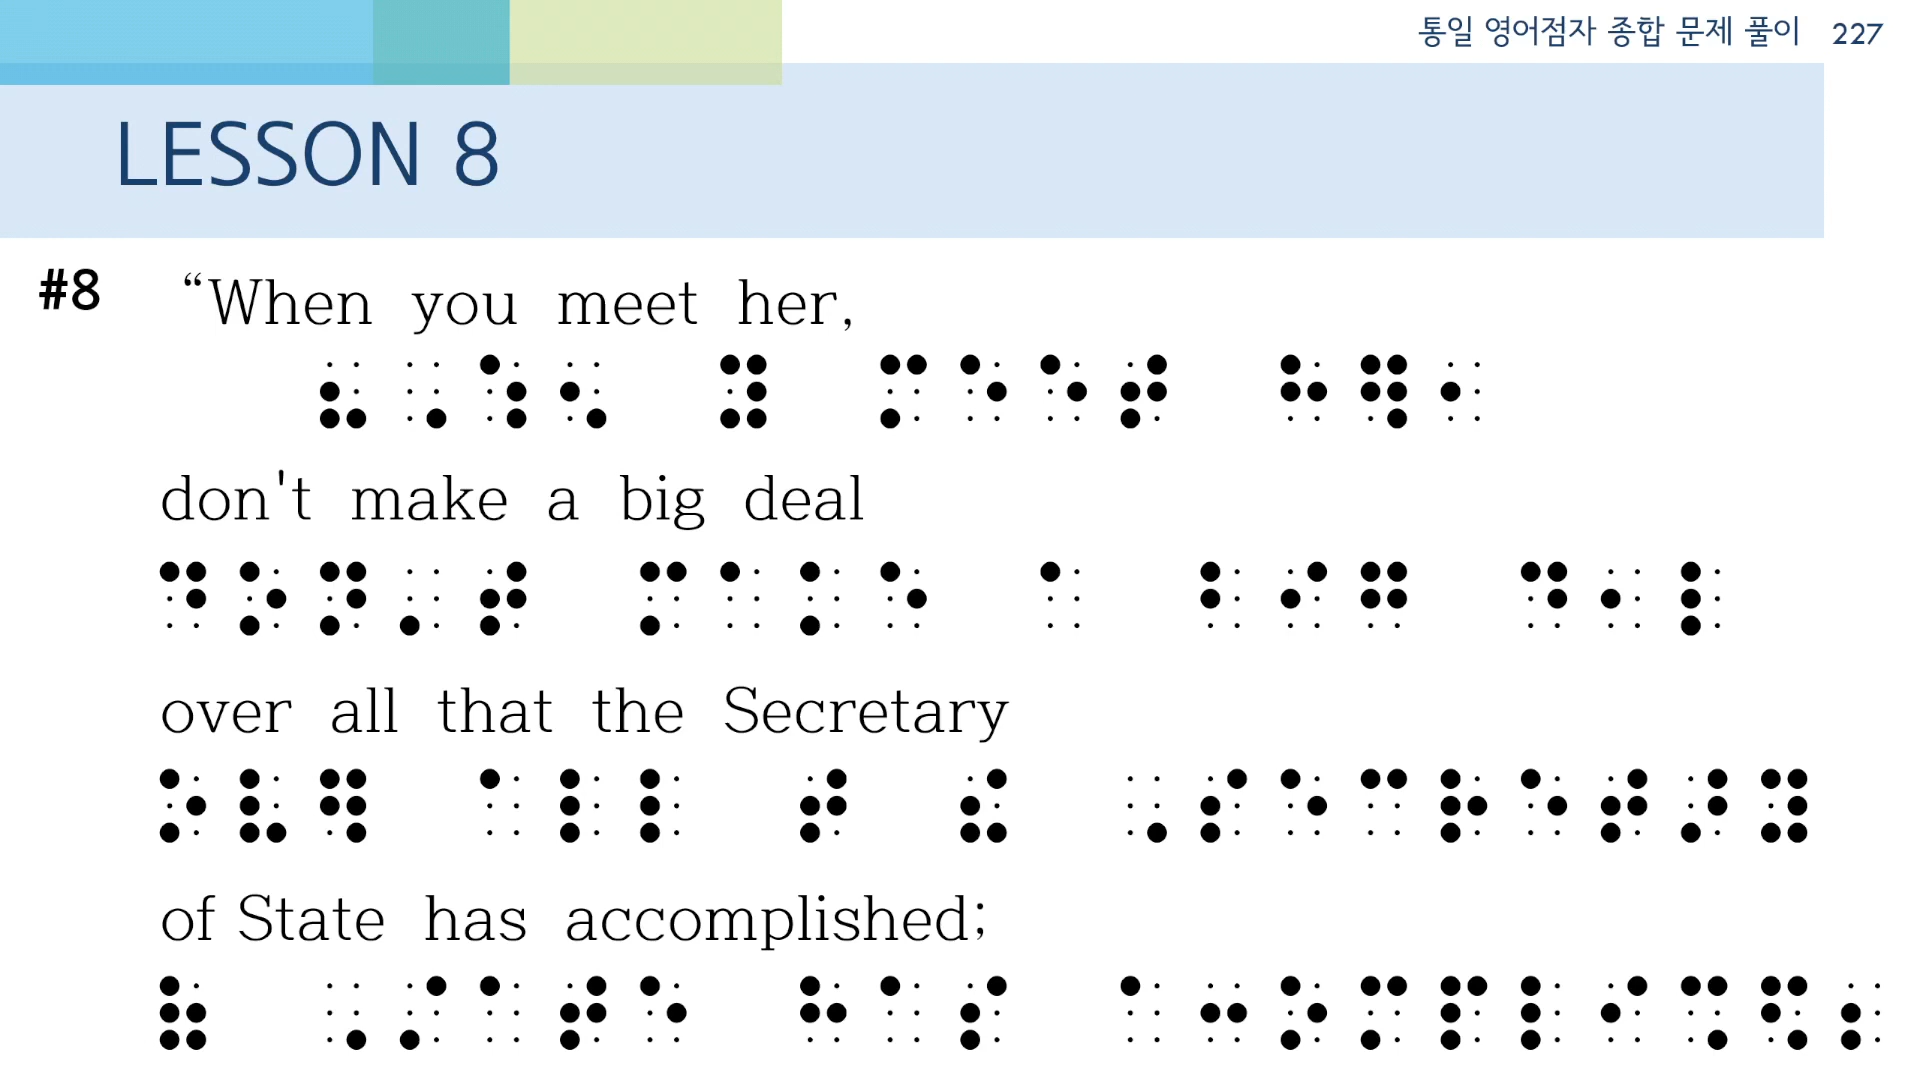 통일 영어점자 종합 문제 풀이 227
LESSON 8
#8 “When you meet her,
⠦⠠⠱⠢ ⠽ ⠍⠑⠑⠞ ⠓⠻⠂
don't make a big deal
⠙⠕⠝⠄⠞ ⠍⠁⠅⠑ ⠁ ⠃⠊⠛ ⠙⠂⠇
over all that the Secretary
⠕⠧⠻ ⠁⠇⠇ ⠞ ⠮ ⠠⠎⠑⠉⠗⠑⠞⠜⠽
of State has accomplished;
⠷ ⠠⠌⠁⠞⠑ ⠓⠁⠎ ⠁⠒⠕⠍⠏⠇⠊⠩⠫⠆